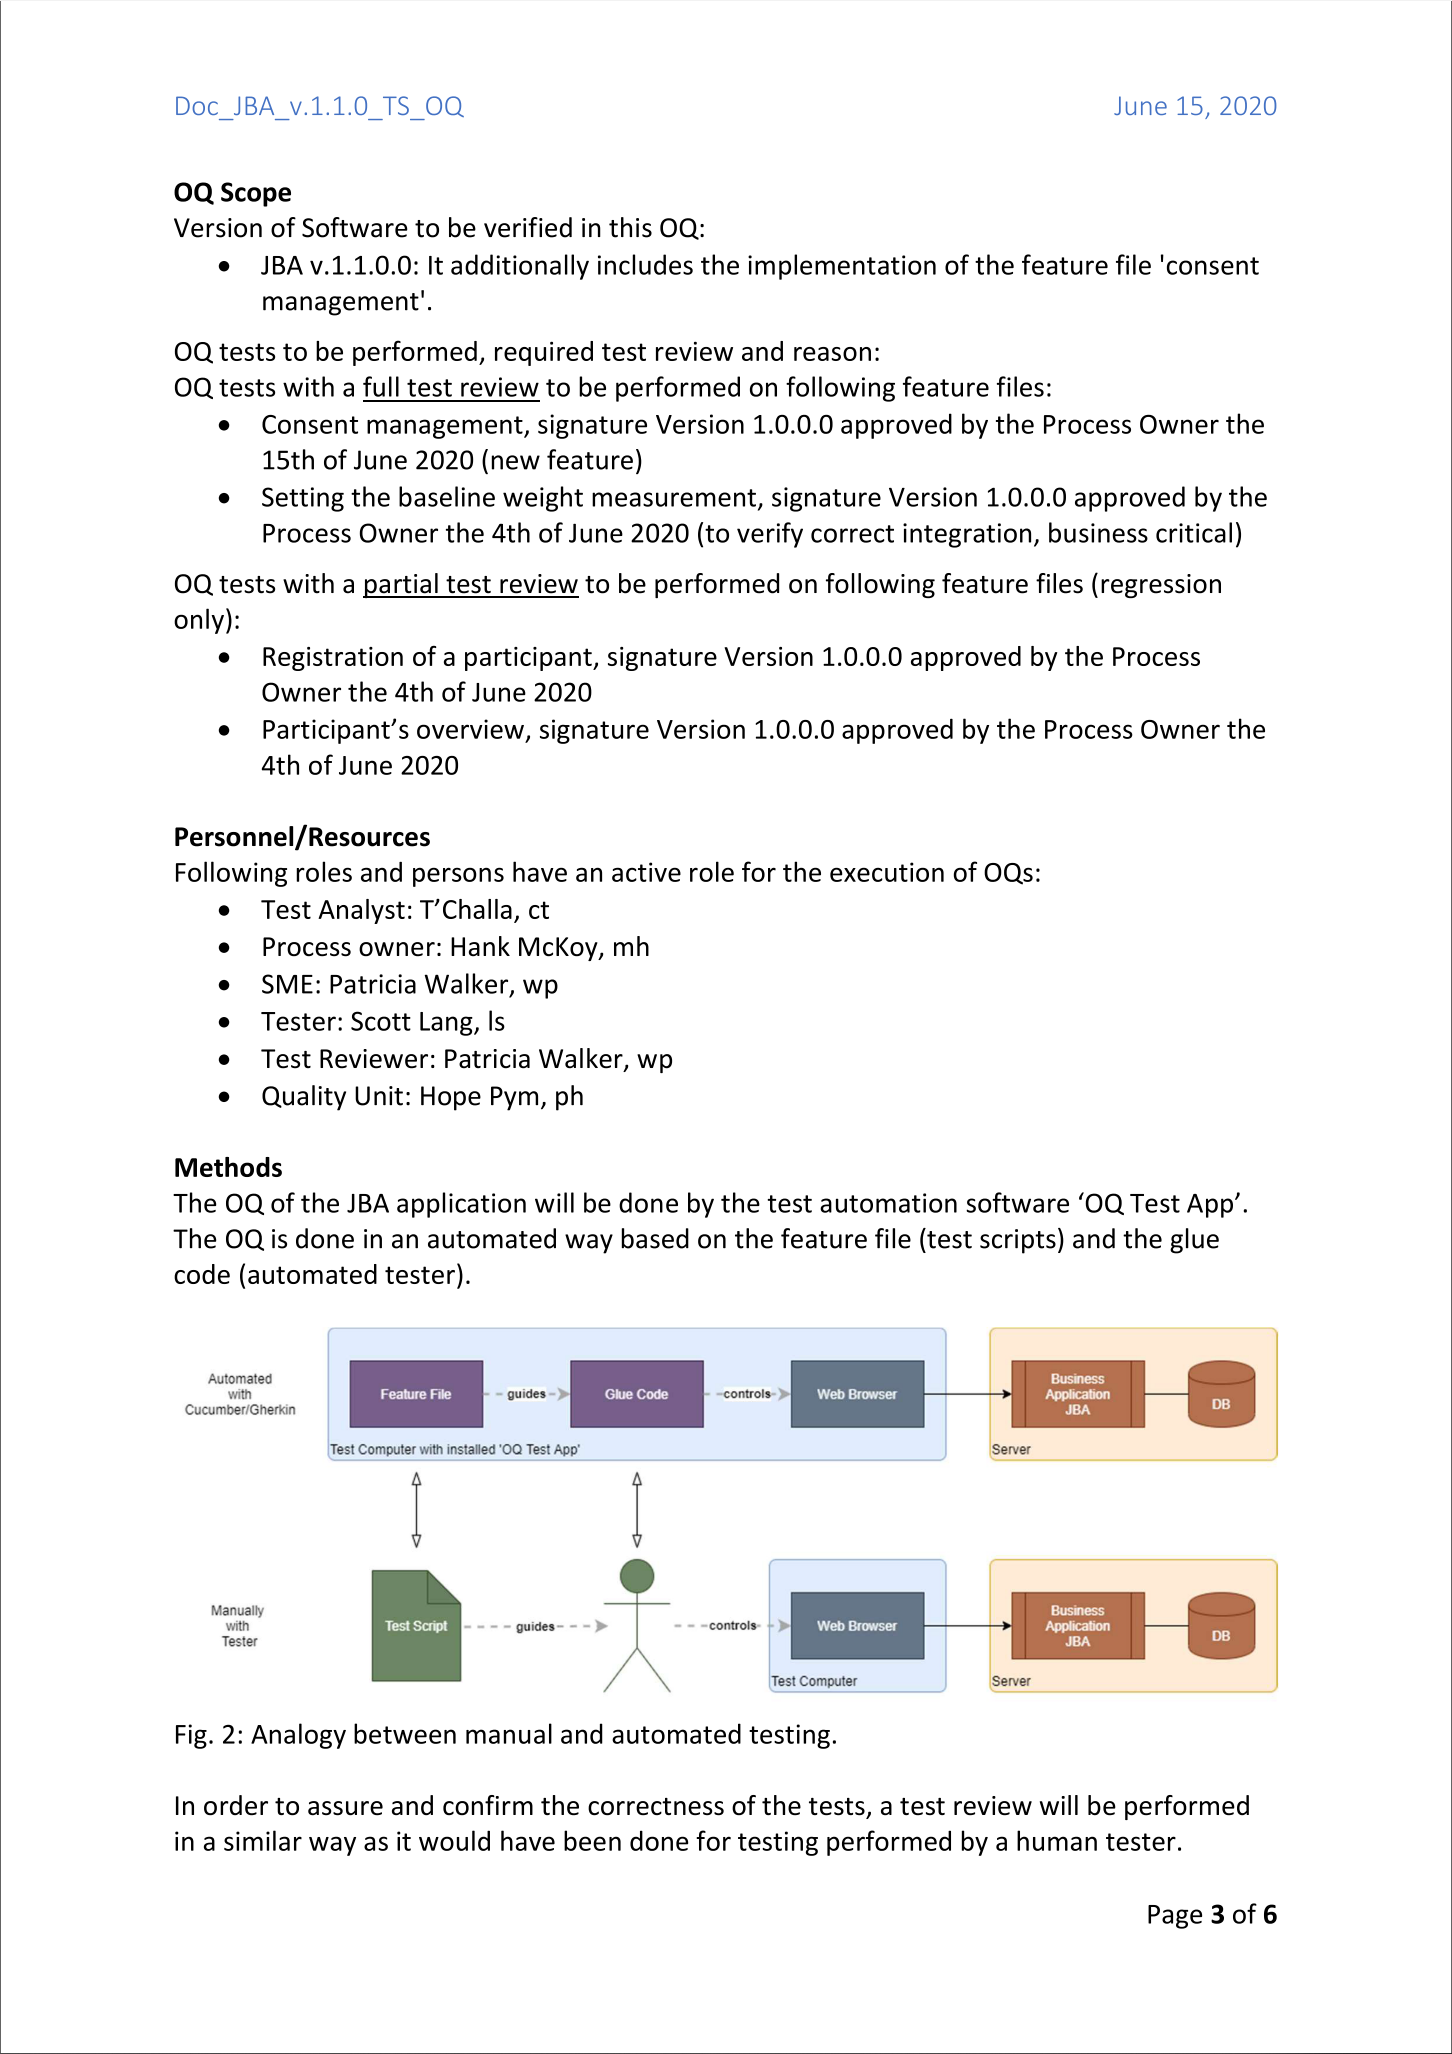 Doc_JBA_v.1.1.0_TS_OQ June 15, 2020
OQ Scope
Version of Software to be verified in this OQ:
• JBA v.1.1.0.0: It additionally includes the implementation of the feature file 'consent
management'.
OQ tests to be performed, required test review and reason:
OQ tests with a full test review to be performed on following feature files:
• Consent management, signature Version 1.0.0.0 approved by the Process Owner the
15th of June 2020 (new feature)
• Setting the baseline weight measurement, signature Version 1.0.0.0 approved by the
Process Owner the 4th of June 2020 (to verify correct integration, business critical)
OQ tests with a partial test review to be performed on following feature files (regression
only):
• Registration of a participant, signature Version 1.0.0.0 approved by the Process
Owner the 4th of June 2020
• Participant’s overview, signature Version 1.0.0.0 approved by the Process Owner the
4th of June 2020
Personnel/Resources
Following roles and persons have an active role for the execution of OQs:
• Test Analyst: T’Challa, ct
• Process owner: Hank McKoy, mh
• SME: Patricia Walker, wp
• Tester: Scott Lang, ls
• Test Reviewer: Patricia Walker, wp
• Quality Unit: Hope Pym, ph
Methods
The OQ of the JBA application will be done by the test automation software ‘OQ Test App’.
The OQ is done in an automated way based on the feature file (test scripts) and the glue
code (automated tester).
Automated
with
Cucumber/Gherkin
Feature File
guides
Glue Code
controls
Web Browser
Business
Application
JBA
DB
Test Computer with installed 'OQ Test App'
Server
Manually
with
Tester
Test Script
guides
controls
Web Browser
Business
Application
JBA
DB
Test Computer
Server
Fig. 2: Analogy between manual and automated testing.
In order to assure and confirm the correctness of the tests, a test review will be performed
in a similar way as it would have been done for testing performed by a human tester.
Page 3 of 6